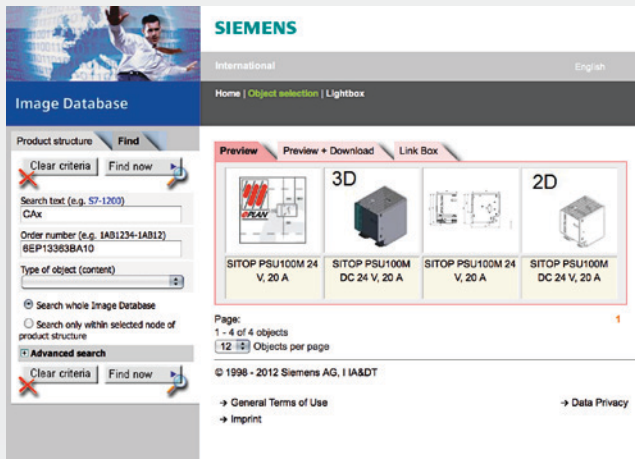 SIEMENS
International
English
Image Database
Home | Object selection | Lightbox
Product structure
Find
Clear criteria
Find now
Search text (e.g. S7-1200)
CAx
Order number (e.g. 1AB1234-1AB12)
6EP13363BA10
Type of object (content)
Search whole Image Database
Search only within selected node of
product structure
Advanced search
Clear criteria
Find now
Preview
Preview + Download
Link Box
ePLAN
3D
2D
SITOP PSU100M 24
V, 20 A
SITOP PSU100M
DC 24 V, 20 A
SITOP PSU100M 24
V, 20 A
SITOP PSU100M
DC 24 V, 20 A
Page:
1
1 - 4 of 4 objects
12 Objects per page
© 1998 - 2012 Siemens AG, I IA&DT
→ General Terms of Use
→ Data Privacy
→ Imprint